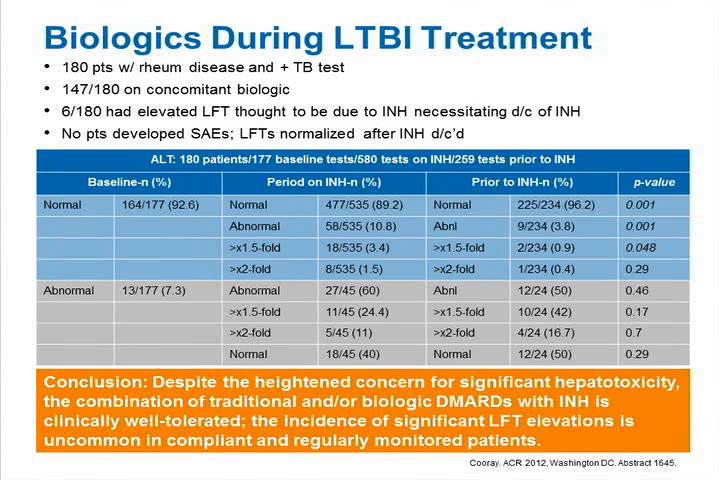 Biologics During LTBI Treatment
• 180 pts w/ rheum disease and + TB test
• 147/180 on concomitant biologic
• 6/180 had elevated LFT thought to be due to INH necessitating d/c of INH
• No pts developed SAEs; LFTs normalized after INH d/c'd
ALT: 180 patients/177 baseline tests/580 tests on INH/259 tests prior to INH
Baseline-n (%) Period on INH-n (%) Prior to INH-n (%) p-value
Normal 164/177 (92.6) Normal 477/535 (89.2) Normal 225/234 (96.2) 0.001
Abnormal 58/535 (10.8) Abnl 9/234 (3.8) 0.001
>x1.5-fold 18/535 (3.4) >x1.5-fold 2/234 (0.9) 0.048
>x2-fold 8/535 (1.5) >x2-fold 1/234 (0.4) 0.29
Abnormal 13/177 (7.3) Abnormal 27/45 (60) Abnl 12/24 (50) 0.46
>x1.5-fold 11/45 (24.4) >x1.5-fold 10/24 (42) 0.17
>x2-fold 5/45 (11) >x2-fold 4/24 (16.7) 0.7
Normal 18/45 (40) Normal 12/24 (50) 0.29
Conclusion: Despite the heightened concern for significant hepatotoxicity,
the combination of traditional and/or biologic DMARDs with INH is
clinically well-tolerated; the incidence of significant LFT elevations is
uncommon in compliant and regularly monitored patients.
Cooray. ACR 2012, Washington DC. Abstract 1645.